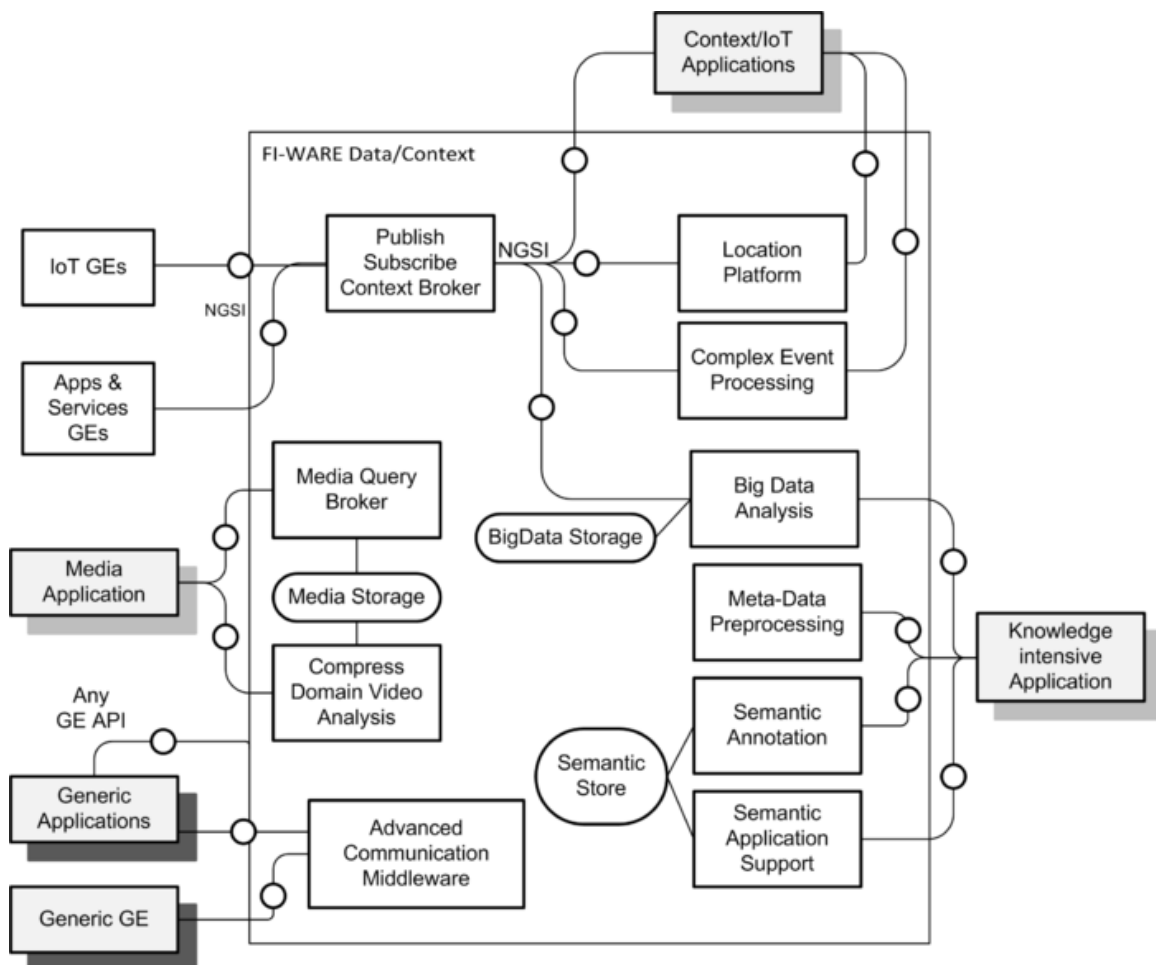 Context/IoT
Applications
FI-WARE Data/Context
IoT GEs
Publish
Subscribe
Context Broker
NGSI
Location
Platform
NGSI
Apps &
Services
GEs
Complex Event
Processing
Media Query
Broker
Big Data
Analysis
BigData Storage
Media
Application
Media Storage
Meta-Data
Preprocessing
Knowledge
intensive
Application
Compress
Domain Video
Analysis
Any
GE API
Semantic
Annotation
Semantic
Store
Generic
Applications
Advanced
Communication
Middleware
Semantic
Application
Support
Generic GE